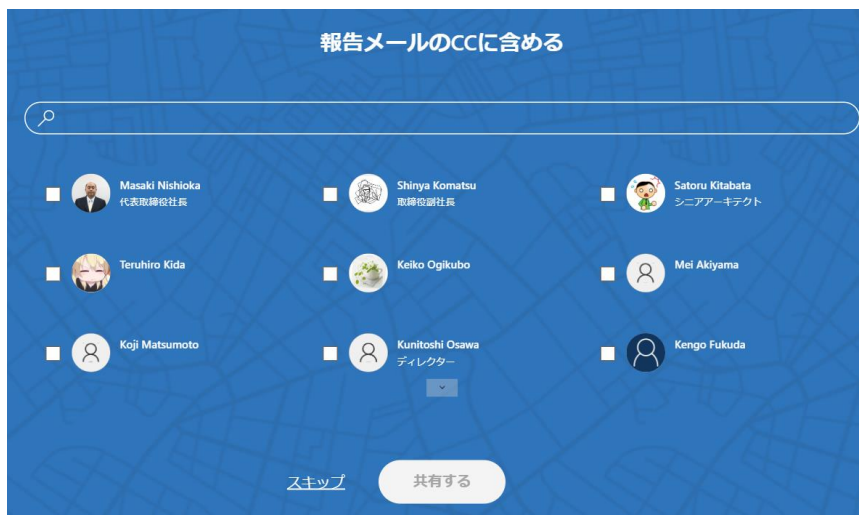 報告メールのCCに含める
Masaki Nishioka
代表取締役社長
Shinya Komatsu
取締役副社長
Satoru Kitabata
シニアアーキテクト
Teruhiro Kida
Keiko Ogikubo
Mei Akiyama
Koji Matsumoto
Kunitoshi Osawa
ディレクター
Kengo Fukuda
スキップ
共有する